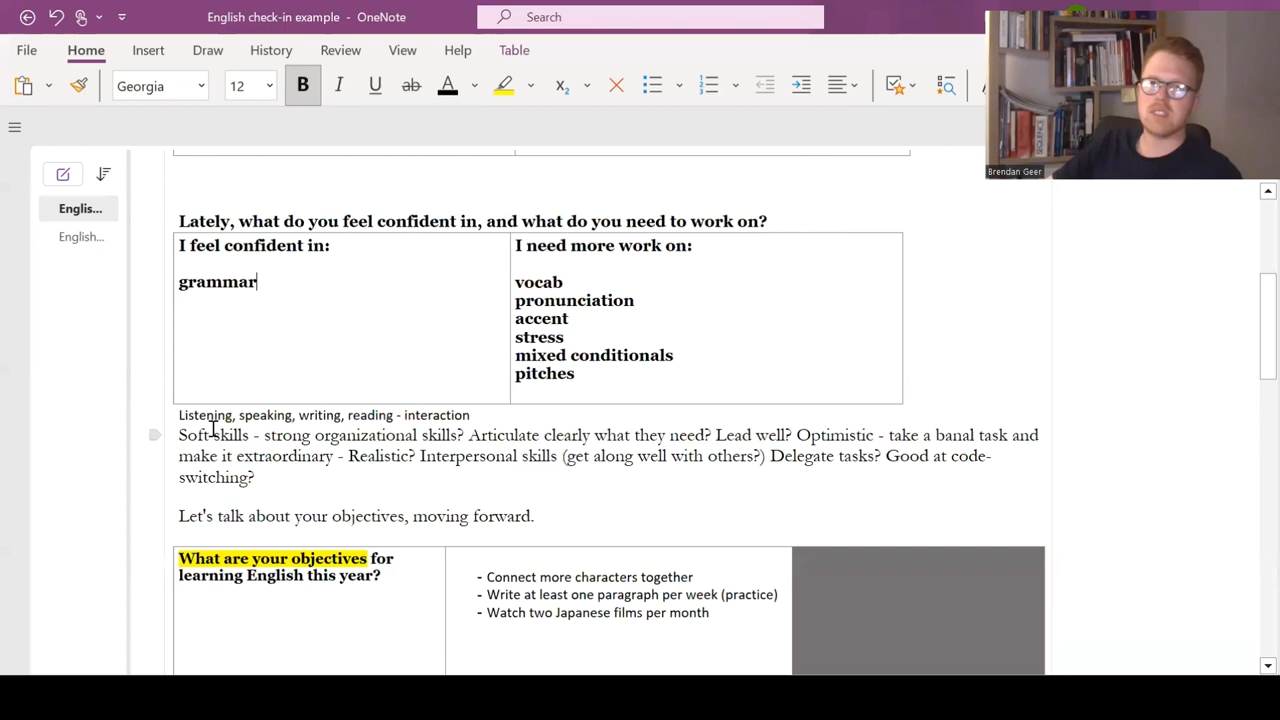 English check-in example - OneNote
Search
File Home Insert Draw History Review View Help Table
Georgia 12 B I U ab A x₂
Brendan Geer
Englis...
English...
Lately, what do you feel confident in, and what do you need to work on?
I feel confident in: I need more work on:
grammar vocab
pronunciation
accent
stress
mixed conditionals
pitches
Listening, speaking, writing, reading - interaction
Soft skills - strong organizational skills? Articulate clearly what they need? Lead well? Optimistic - take a banal task and
make it extraordinary - Realistic? Interpersonal skills (get along well with others?) Delegate tasks? Good at code-
switching?
Let's talk about your objectives, moving forward.
What are your objectives for
learning English this year?
- Connect more characters together
- Write at least one paragraph per week (practice)
- Watch two Japanese films per month